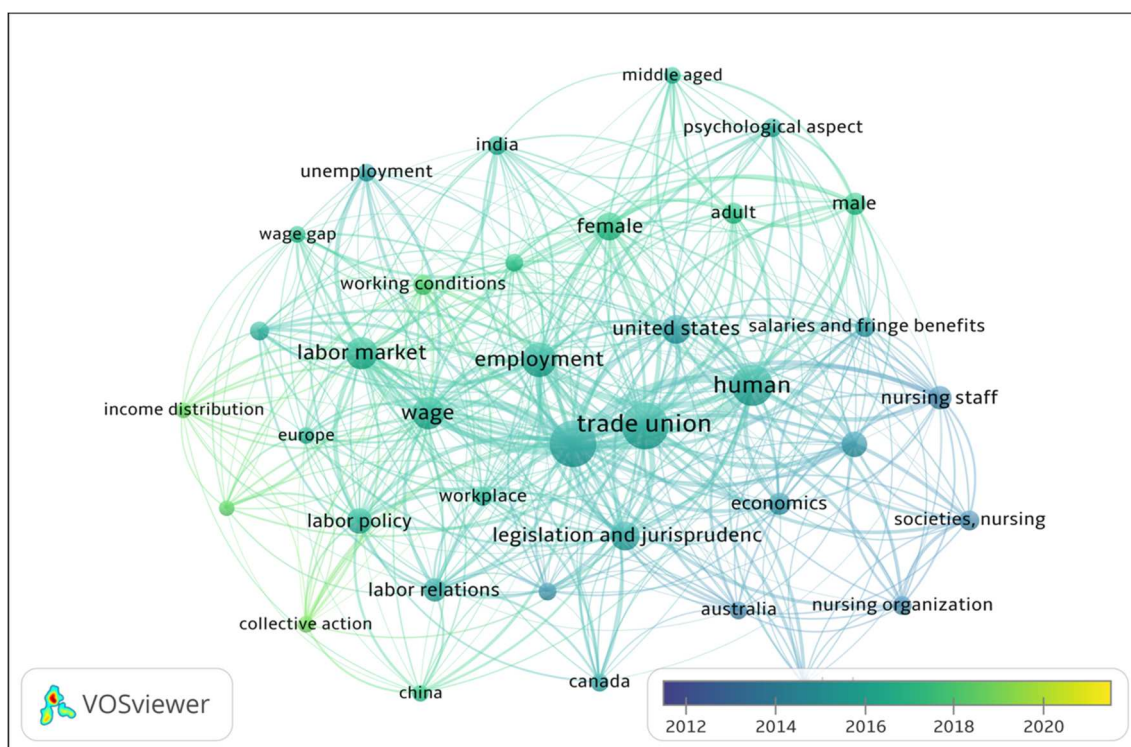 middle aged
psychological aspect
india
unemployment
male
adult
female
wage gap
working conditions
united states
salaries and fringe benefits
labor market
employment
human
nursing staff
income distribution
wage
trade union
europe
workplace
economics
labor policy
societies, nursing
legislation and jurisprudenc
labor relations
nursing organization
australia
collective action
canada
china
VOSviewer
2012 2014 2016 2018 2020